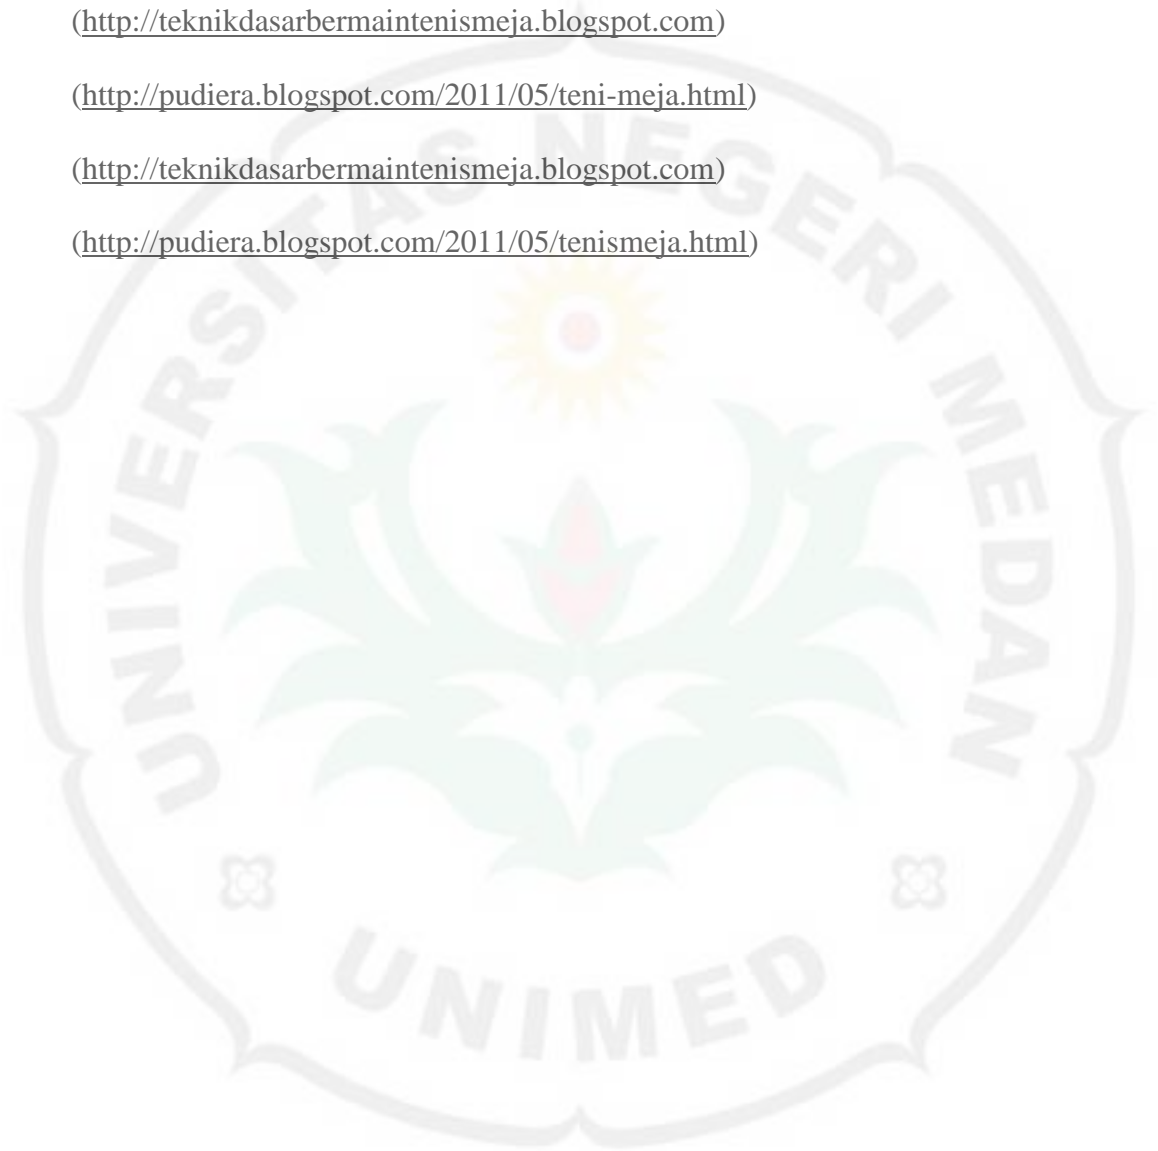 (http://teknikdasarbermaintenismeja.blogspot.com)
(http://pudiera.blogspot.com/2011/05/teni-meja.html)
(http://teknikdasarbermaintenismeja.blogspot.com)
(http://pudiera.blogspot.com/2011/05/tenismeja.html)
UNIVERSITAS NEGERI MEDAN
UNIMED